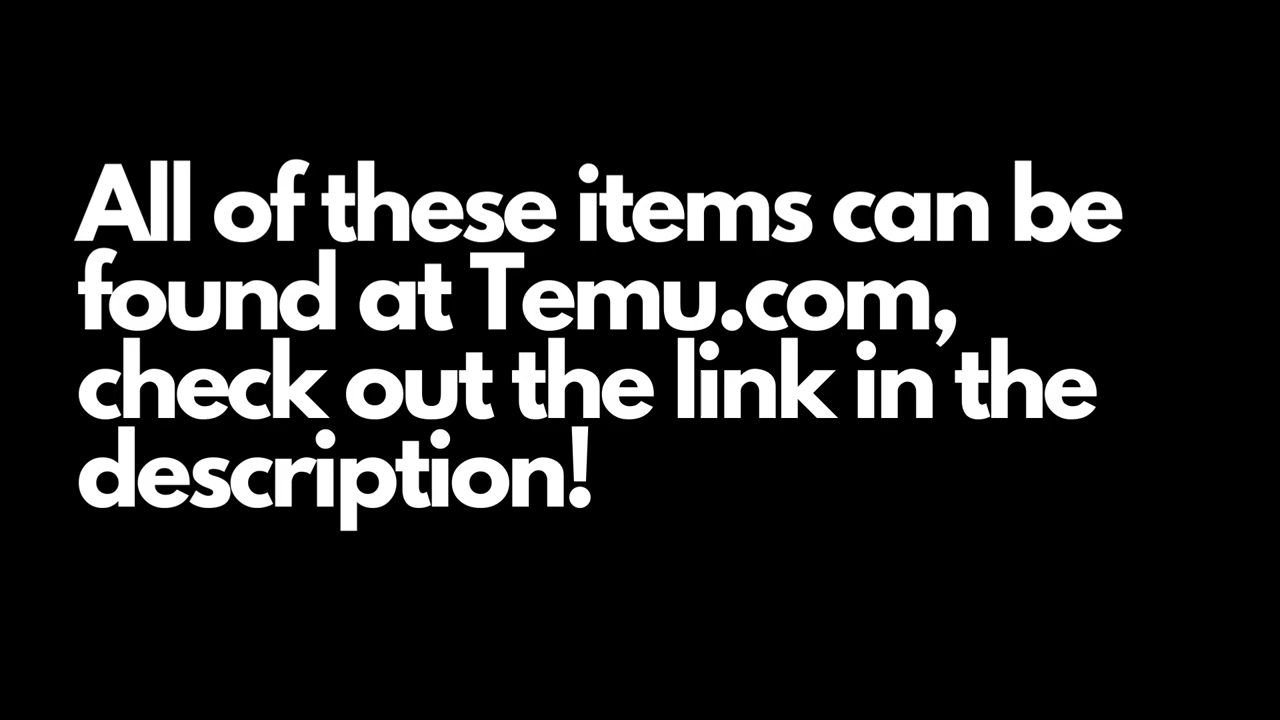 All of these items can be
found at Temu.com,
check out the link in the
description!